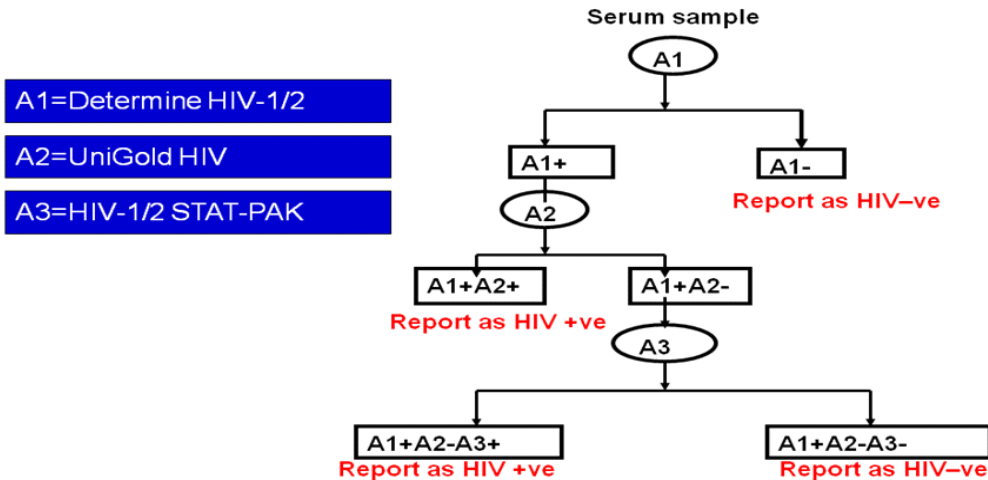 Serum sample
A1
A1=Determine HIV-1/2
A2=UniGold HIV
A3=HIV-1/2 STAT-PAK
A1+
A1-
Report as HIV–ve
A2
A1+A2+
A1+A2-
Report as HIV +ve
A3
A1+A2-A3+
A1+A2-A3-
Report as HIV +ve
Report as HIV–ve